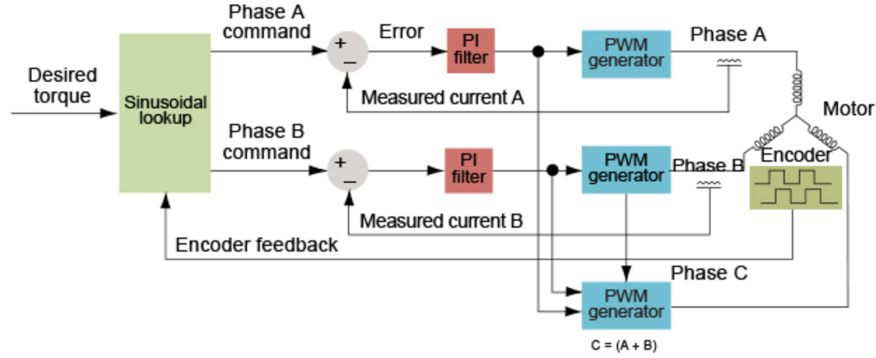 Phase A
command
Error
PI
filter
PWM
generator
Phase A
Desired
torque
Sinusoidal
lookup
+
−
Measured current A
Motor
Phase B
command
+
−
PI
filter
PWM
generator
Phase B
Encoder
Measured current B
Encoder feedback
Phase C
PWM
generator
C = (A + B)